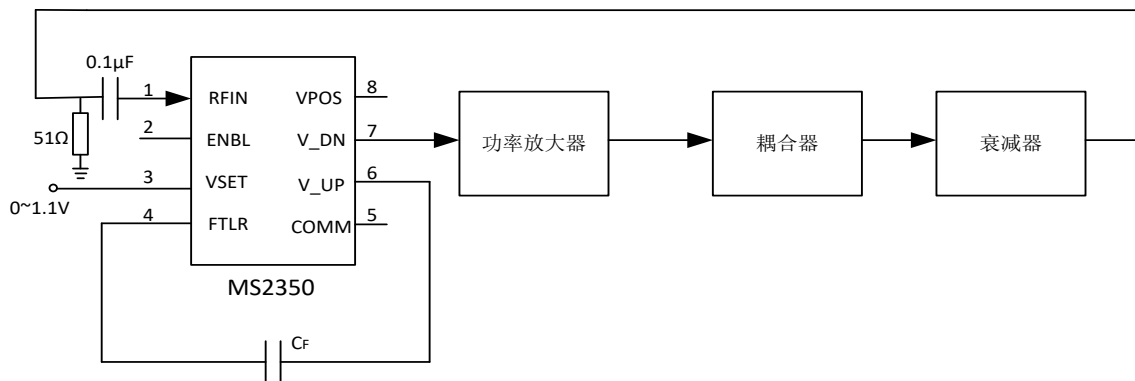 0.1μF
1
RFIN
VPOS
8
51Ω
2
ENBL
V_DN
7
功率放大器
耦合器
衰减器
3
VSET
V_UP
6
0~1.1V
4
FTLR
COMM
5
MS2350
CF